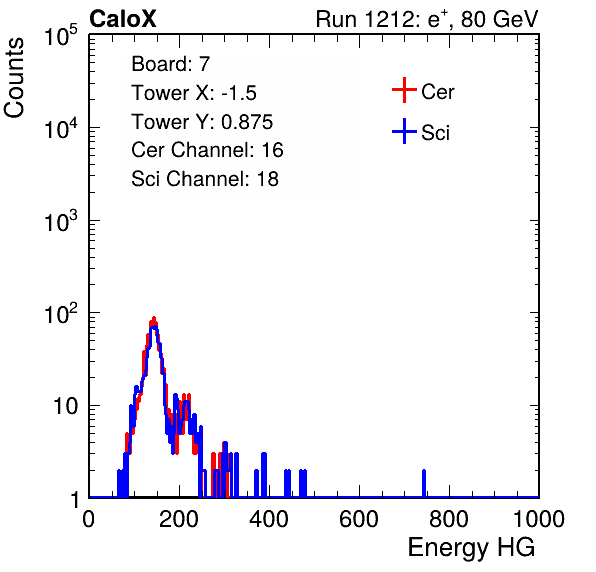 CaloX Run 1212: e⁺, 80 GeV
Counts
10⁵
10⁴
10³
10²
10
1
Board: 7
Tower X: -1.5
Tower Y: 0.875
Cer Channel: 16
Sci Channel: 18
Cer
Sci
0 200 400 600 800 1000
Energy HG